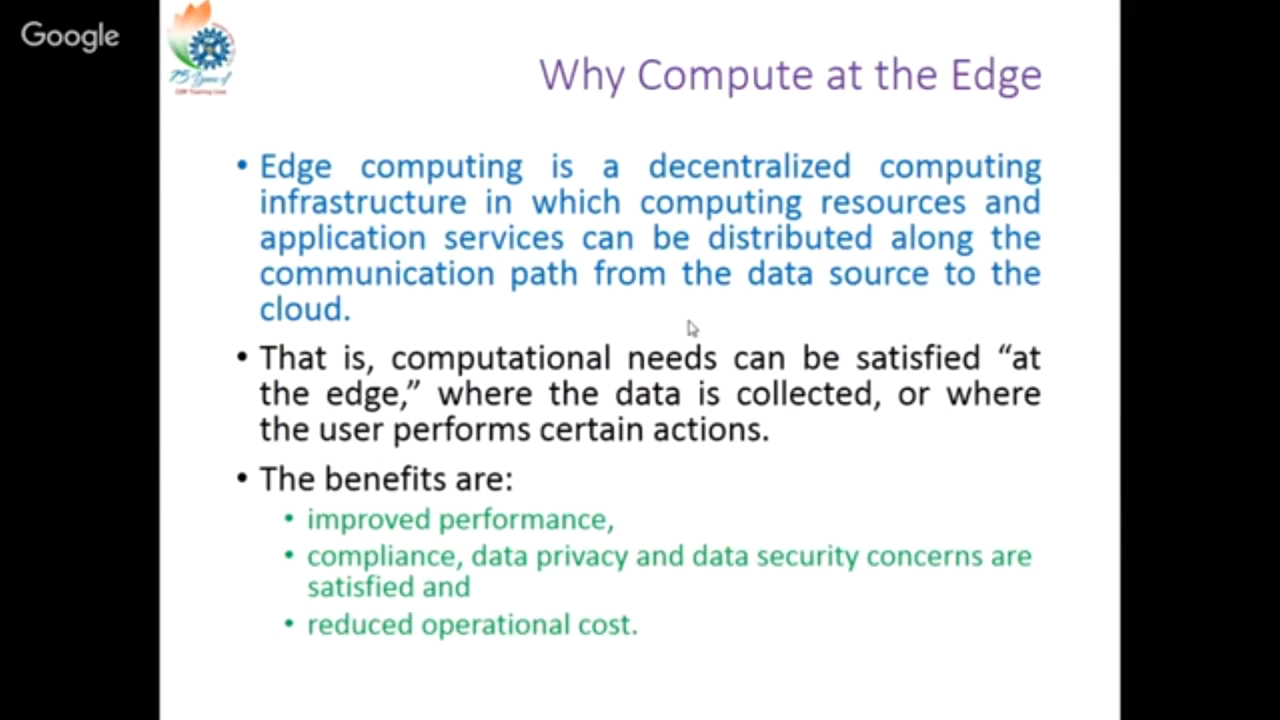 Google
75 Years of
Why Compute at the Edge
• Edge computing is a decentralized computing
infrastructure in which computing resources and
application services can be distributed along the
communication path from the data source to the
cloud.
• That is, computational needs can be satisfied “at
the edge,” where the data is collected, or where
the user performs certain actions.
• The benefits are:
• improved performance,
• compliance, data privacy and data security concerns are
satisfied and
• reduced operational cost.